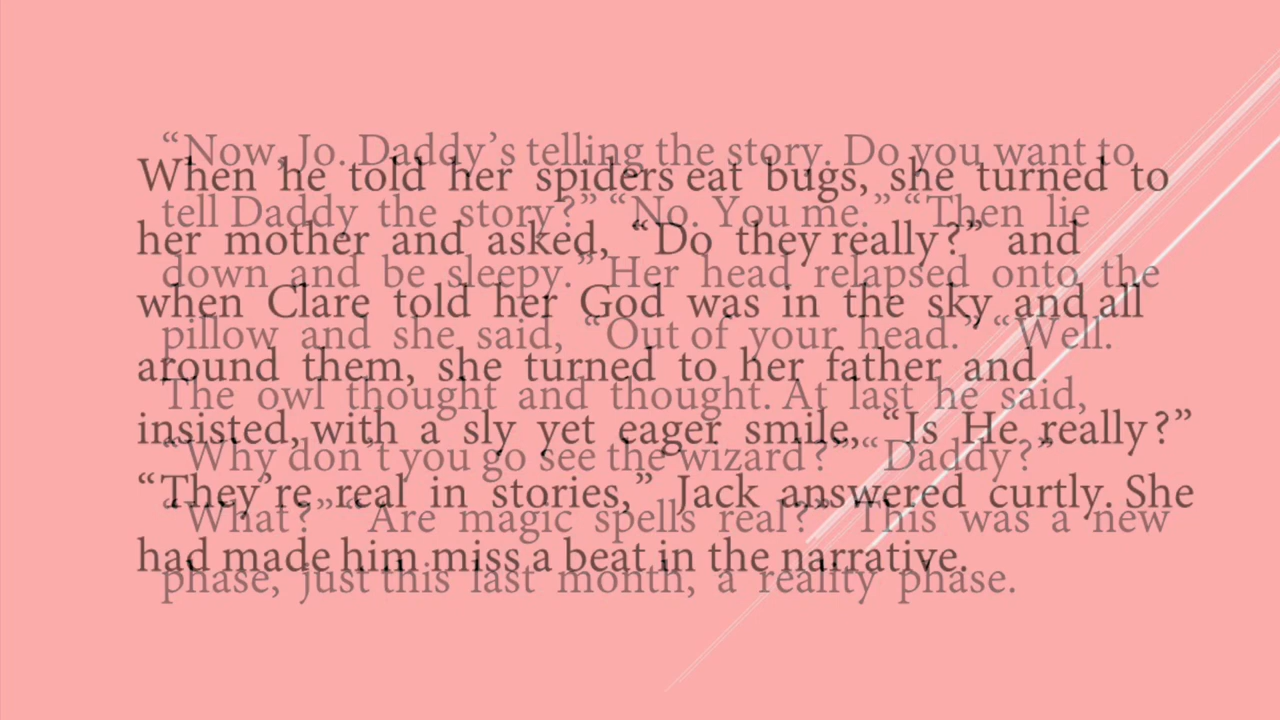 “Now, Jo. Daddy’s telling the story. Do you want to
tell Daddy the story?” “No. You me.” “Then lie
down and be sleepy.” Her head relapsed onto the
pillow and she said, “Out of your head.” “Well.
The owl thought and thought. At last he said,
“Why don’t you go see the wizard?” “Daddy?”
“What?” “Are magic spells real?” This was a new
phase, just this last month, a reality phase.
When he told her spiders eat bugs, she turned to
her mother and asked, “Do they really?” and
when Clare told her God was in the sky and all
around them, she turned to her father and
insisted, with a sly yet eager smile, “Is He really?”
“They’re real in stories,” Jack answered curtly. She
had made him miss a beat in the narrative.